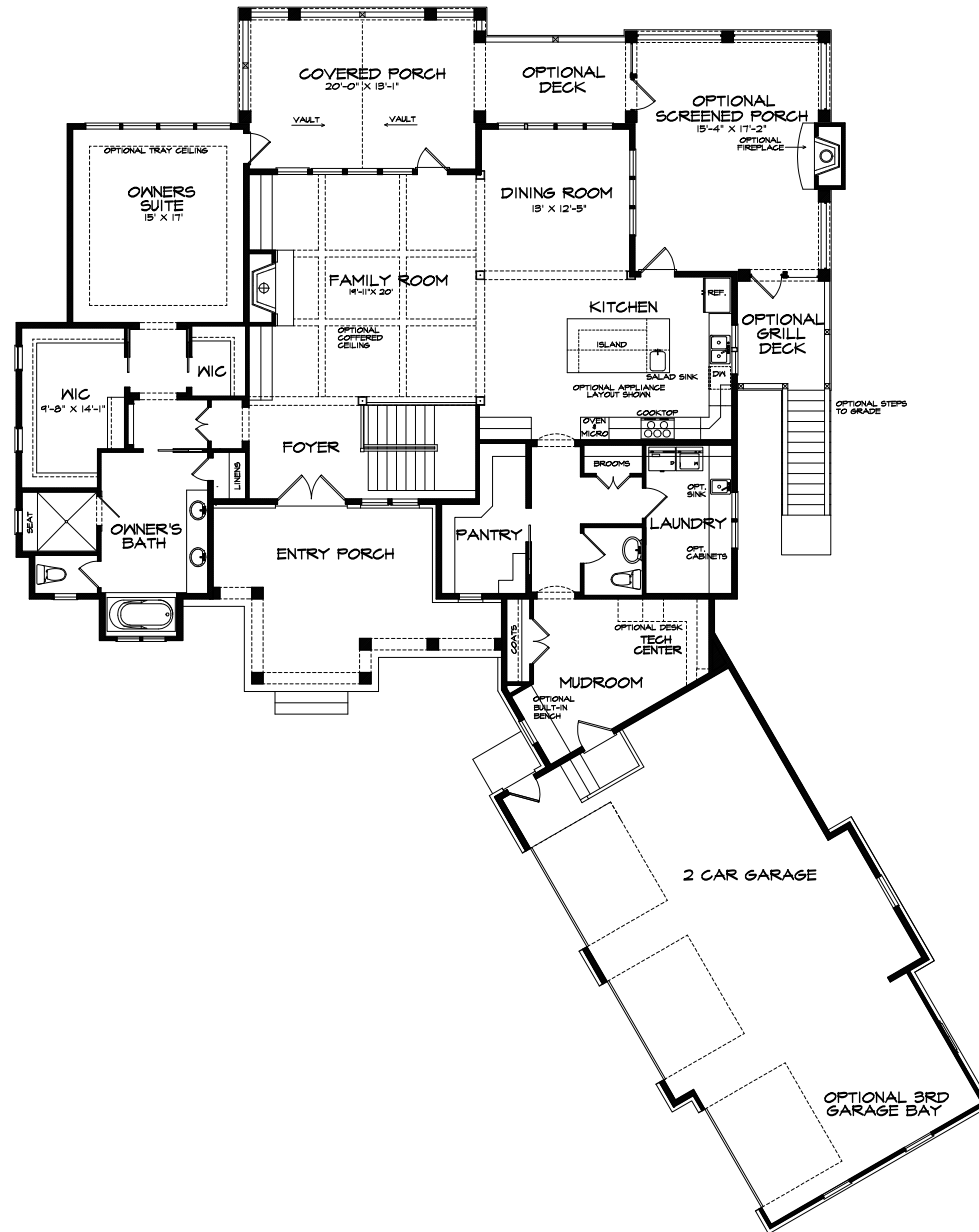 COVERED PORCH
20'-0" X 13'-1"
VAULT
VAULT
OPTIONAL
DECK
OPTIONAL
SCREENED PORCH
15'-4" X 17'-2"
OPTIONAL
FIREPLACE
OPTIONAL TRAY CEILING
OWNERS
SUITE
15' X 17'
DINING ROOM
13' X 12'-5"
FAMILY ROOM
19'-11" X 20'
OPTIONAL
COFFERED
CEILING
KITCHEN
REF.
ISLAND
SALAD SINK
DW
OPTIONAL APPLIANCE
LAYOUT SHOWN
COOKTOP
OVEN
&
MICRO
OPTIONAL
GRILL
DECK
OPTIONAL STEPS
TO GRADE
WIC
WIC
9'-8" X 14'-1"
FOYER
LINENS
BROOMS
D
OPT.
SINK
LAUNDRY
OPT.
CABINETS
SEAT
OWNER'S
BATH
ENTRY PORCH
PANTRY
COATS
OPTIONAL DESK
TECH
CENTER
MUDROOM
OPTIONAL
BUILT-IN
BENCH
2 CAR GARAGE
OPTIONAL 3RD
GARAGE BAY